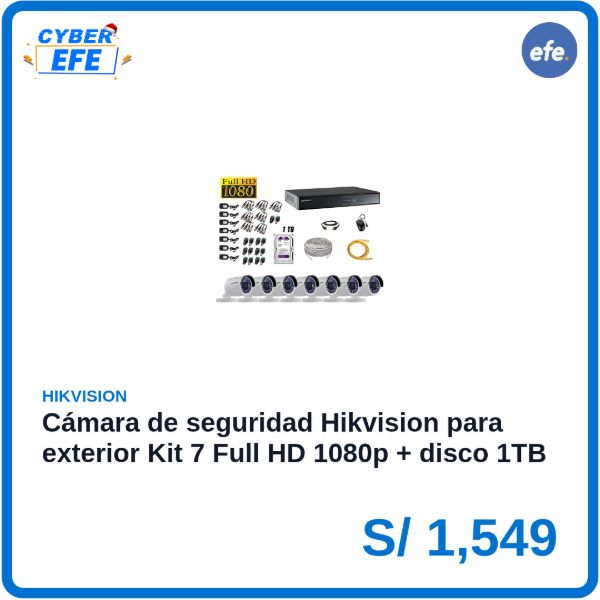 CYBER
EFE
efe.
Full HD
1080
1 TB
HIKVISION
Cámara de seguridad Hikvision para
exterior Kit 7 Full HD 1080p + disco 1TB
S/ 1,549